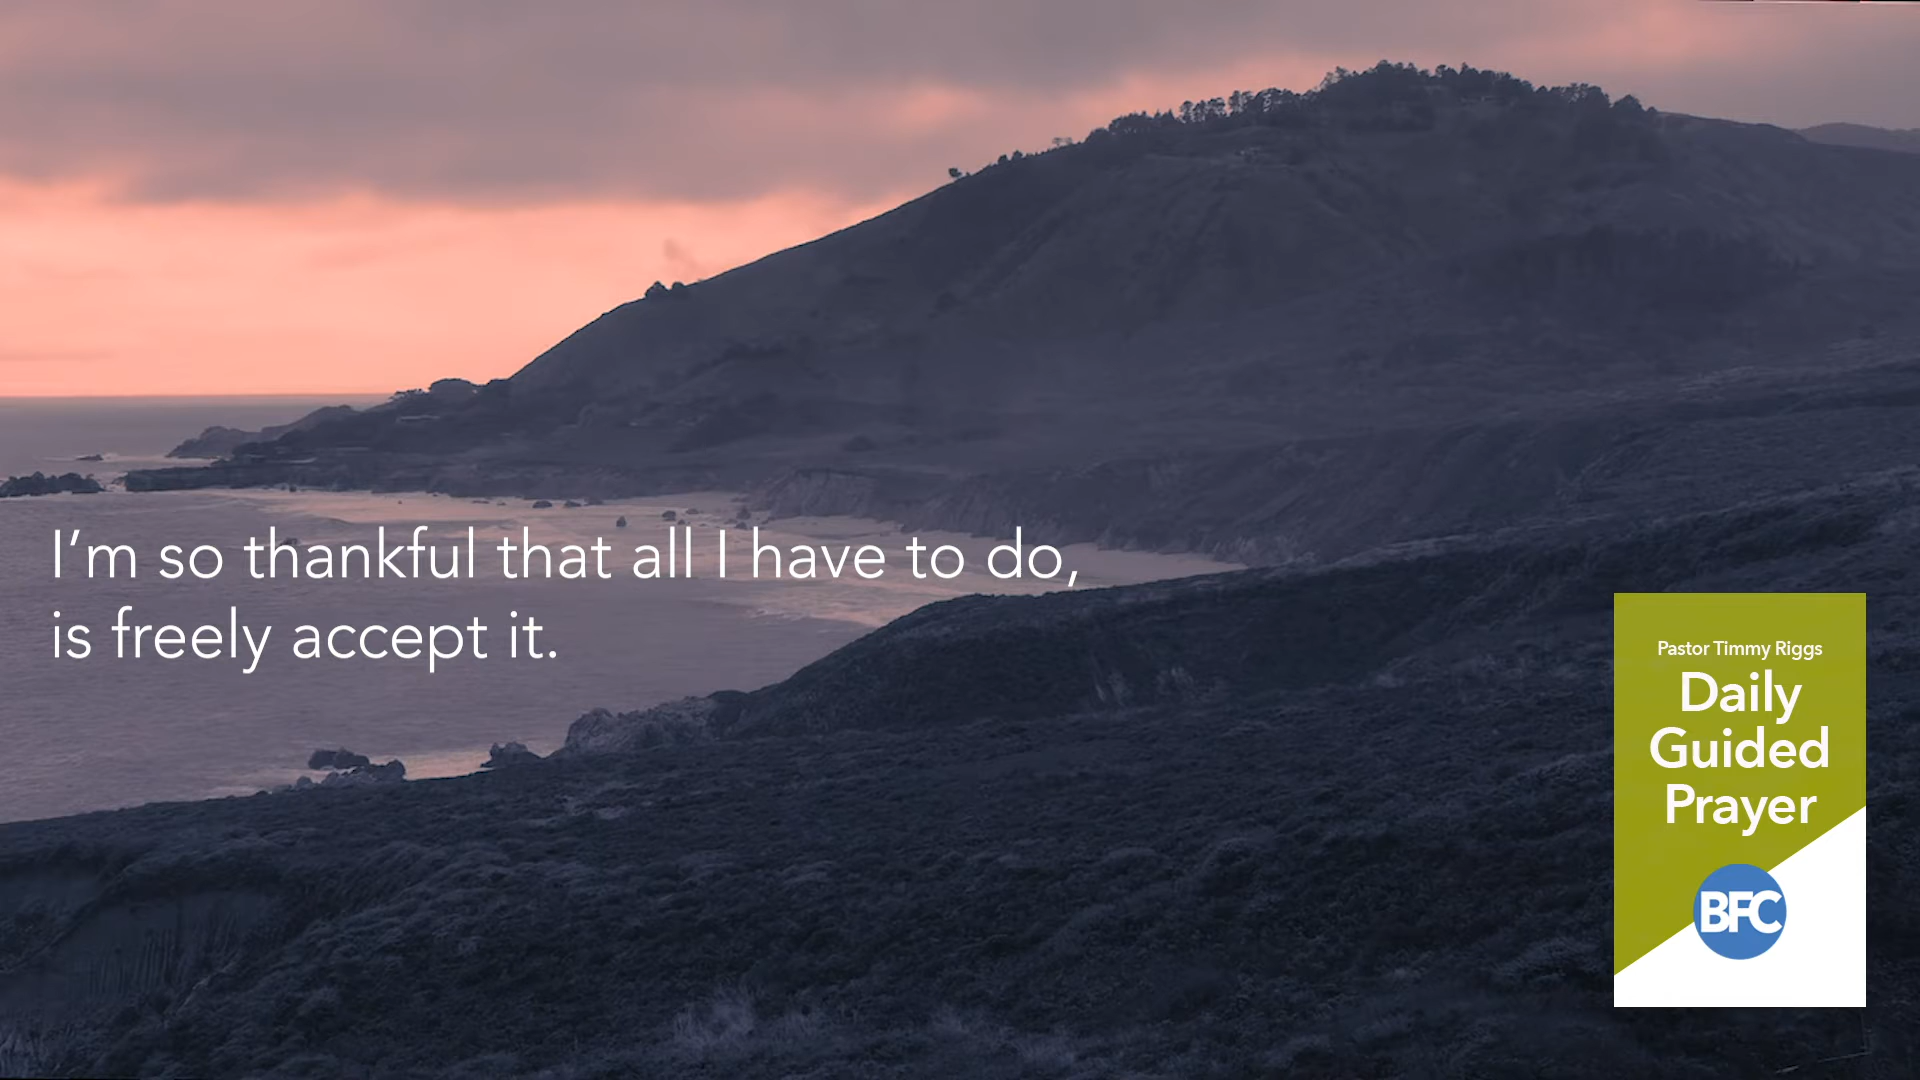 I’m so thankful that all I have to do,
is freely accept it.
Pastor Timmy Riggs
Daily
Guided
Prayer
BFC